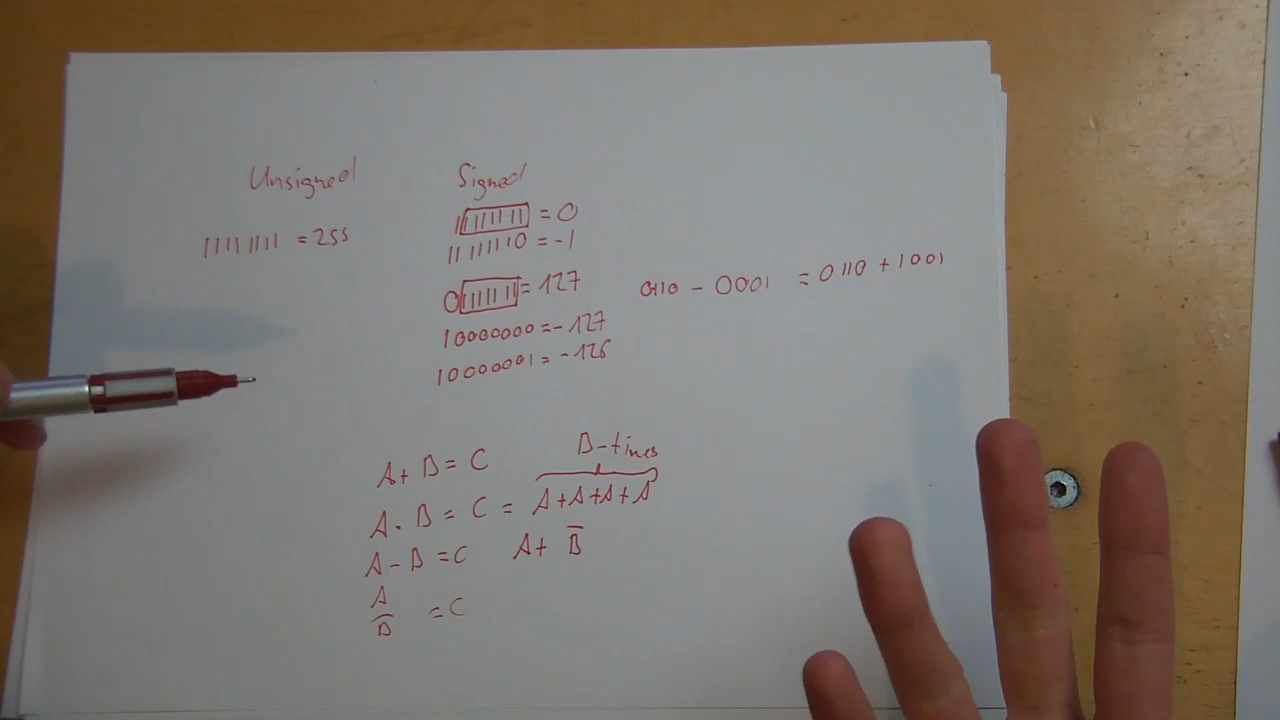 Unsigned
11111111 = 255
Signed
11111111 = 0
11111110 = -1
01111111 = 127
10000000 = -127
10000001 = -126
0110 - 0001 = 0110 + 1001
A + B = C
B-times
A · B = C = A+A+A+A
A - B = C A + B̅
A
B = C